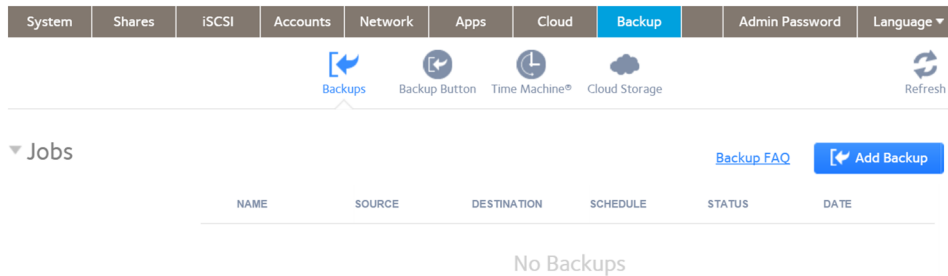 System Shares iSCSI Accounts Network Apps Cloud Backup Admin Password Language
Backups Backup Button Time Machine® Cloud Storage Refresh
Jobs Backup FAQ Add Backup
NAME SOURCE DESTINATION SCHEDULE STATUS DATE
No Backups